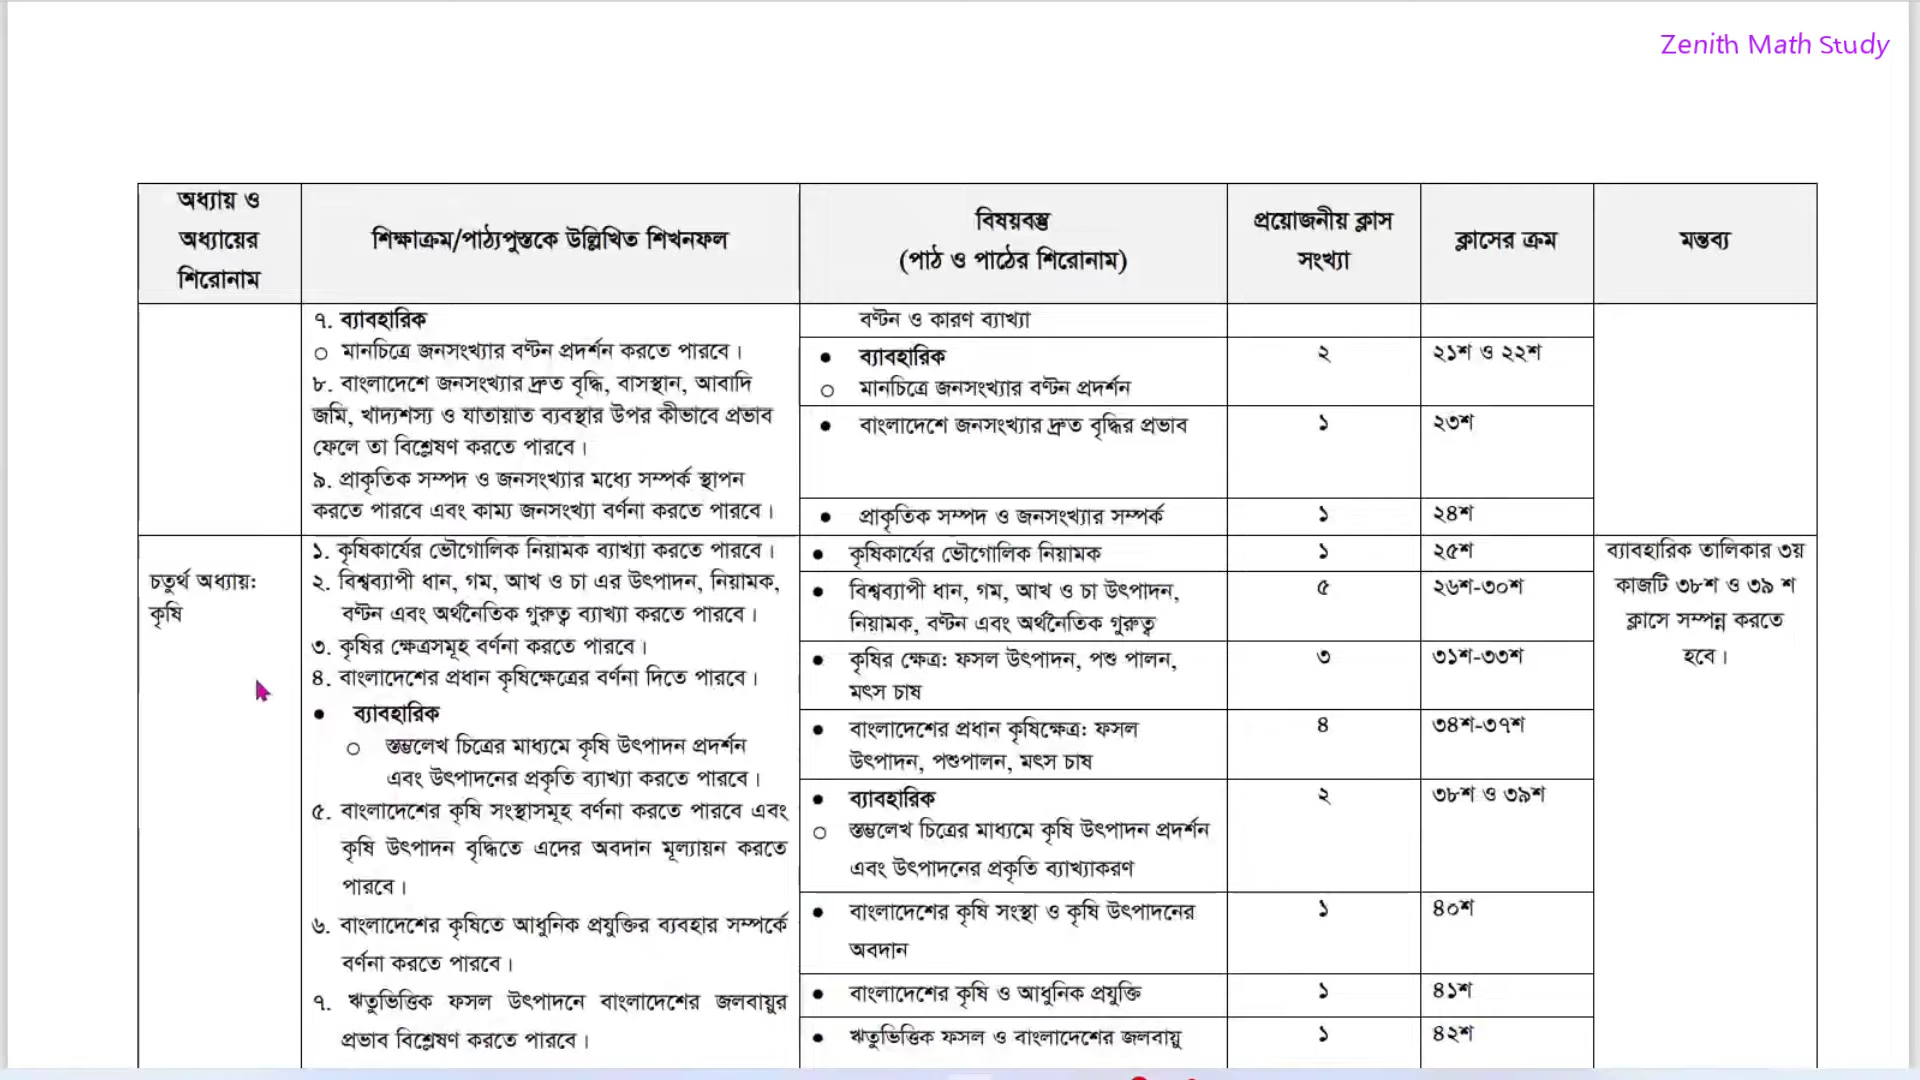 Zenith Math Study
অধ্যায় ও
অধ্যায়ের
শিরোনাম
শিক্ষাক্রম/পাঠ্যপুস্তকে উল্লিখিত শিখনফল
বিষয়বস্তু
(পাঠ ও পাঠের শিরোনাম)
প্রয়োজনীয় ক্লাস
সংখ্যা
ক্লাসের ক্রম
মন্তব্য
৭. ব্যাবহারিক
o মানচিত্রে জনসংখ্যার বণ্টন প্রদর্শন করতে পারবে।
৮. বাংলাদেশে জনসংখ্যার দ্রুত বৃদ্ধি, বাসস্থান, আবাদি
জমি, খাদ্যশস্য ও যাতায়াত ব্যবস্থার উপর কীভাবে প্রভাব
ফেলে তা বিশ্লেষণ করতে পারবে।
৯. প্রাকৃতিক সম্পদ ও জনসংখ্যার মধ্যে সম্পর্ক স্থাপন
করতে পারবে এবং কাম্য জনসংখ্যা বর্ণনা করতে পারবে।
বণ্টন ও কারণ ব্যাখ্যা
• ব্যাবহারিক
o মানচিত্রে জনসংখ্যার বণ্টন প্রদর্শন
২
২১শ ও ২২শ
• বাংলাদেশে জনসংখ্যার দ্রুত বৃদ্ধির প্রভাব
১
২৩শ
• প্রাকৃতিক সম্পদ ও জনসংখ্যার সম্পর্ক
১
২৪শ
চতুর্থ অধ্যায়:
কৃষি
১. কৃষিকার্যের ভৌগোলিক নিয়ামক ব্যাখ্যা করতে পারবে।
২. বিশ্বব্যাপী ধান, গম, আখ ও চা এর উৎপাদন, নিয়ামক,
বণ্টন এবং অর্থনৈতিক গুরুত্ব ব্যাখ্যা করতে পারবে।
৩. কৃষির ক্ষেত্রসমূহ বর্ণনা করতে পারবে।
৪. বাংলাদেশের প্রধান কৃষিক্ষেত্রের বর্ণনা দিতে পারবে।
• ব্যাবহারিক
o স্তম্ভলেখ চিত্রের মাধ্যমে কৃষি উৎপাদন প্রদর্শন
এবং উৎপাদনের প্রকৃতি ব্যাখ্যা করতে পারবে।
৫. বাংলাদেশের কৃষি সংস্থাসমূহ বর্ণনা করতে পারবে এবং
কৃষি উৎপাদন বৃদ্ধিতে এদের অবদান মূল্যায়ন করতে
পারবে।
৬. বাংলাদেশের কৃষিতে আধুনিক প্রযুক্তির ব্যবহার সম্পর্কে
বর্ণনা করতে পারবে।
৭. ঋতুভিত্তিক ফসল উৎপাদনে বাংলাদেশের জলবায়ুর
প্রভাব বিশ্লেষণ করতে পারবে।
• কৃষিকার্যের ভৌগোলিক নিয়ামক
১
২৫শ
• বিশ্বব্যাপী ধান, গম, আখ ও চা উৎপাদন,
নিয়ামক, বণ্টন এবং অর্থনৈতিক গুরুত্ব
৫
২৬শ-৩০শ
• কৃষির ক্ষেত্র: ফসল উৎপাদন, পশু পালন,
মৎস চাষ
৩
৩১শ-৩৩শ
• বাংলাদেশের প্রধান কৃষিক্ষেত্র: ফসল
উৎপাদন, পশুপালন, মৎস চাষ
৪
৩৪শ-৩৭শ
• ব্যাবহারিক
o স্তম্ভলেখ চিত্রের মাধ্যমে কৃষি উৎপাদন প্রদর্শন
এবং উৎপাদনের প্রকৃতি ব্যাখ্যাকরণ
২
৩৮শ ও ৩৯শ
• বাংলাদেশের কৃষি সংস্থা ও কৃষি উৎপাদনের
অবদান
১
৪০শ
• বাংলাদেশের কৃষি ও আধুনিক প্রযুক্তি
১
৪১শ
• ঋতুভিত্তিক ফসল ও বাংলাদেশের জলবায়ু
১
৪২শ
ব্যাবহারিক তালিকার ৩য়
কাজটি ৩৮শ ও ৩৯ শ
ক্লাসে সম্পন্ন করতে
হবে।